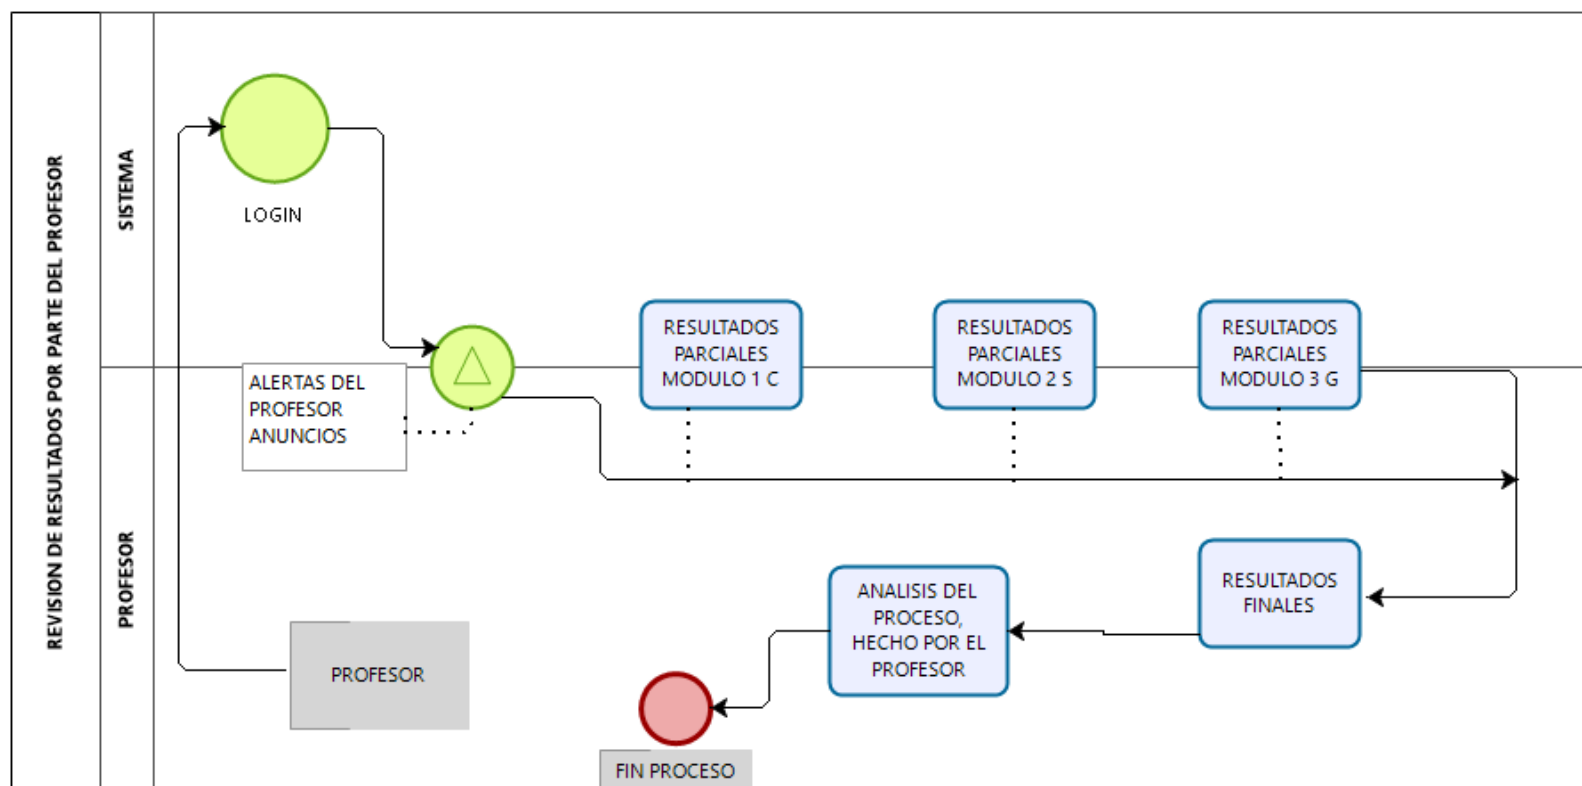 REVISION DE RESULTADOS POR PARTE DEL PROFESOR
SISTEMA
LOGIN
RESULTADOS
PARCIALES
MODULO 1 C
RESULTADOS
PARCIALES
MODULO 2 S
RESULTADOS
PARCIALES
MODULO 3 G
ALERTAS DEL
PROFESOR
ANUNCIOS
PROFESOR
PROFESOR
RESULTADOS
FINALES
ANALISIS DEL
PROCESO,
HECHO POR EL
PROFESOR
FIN PROCESO